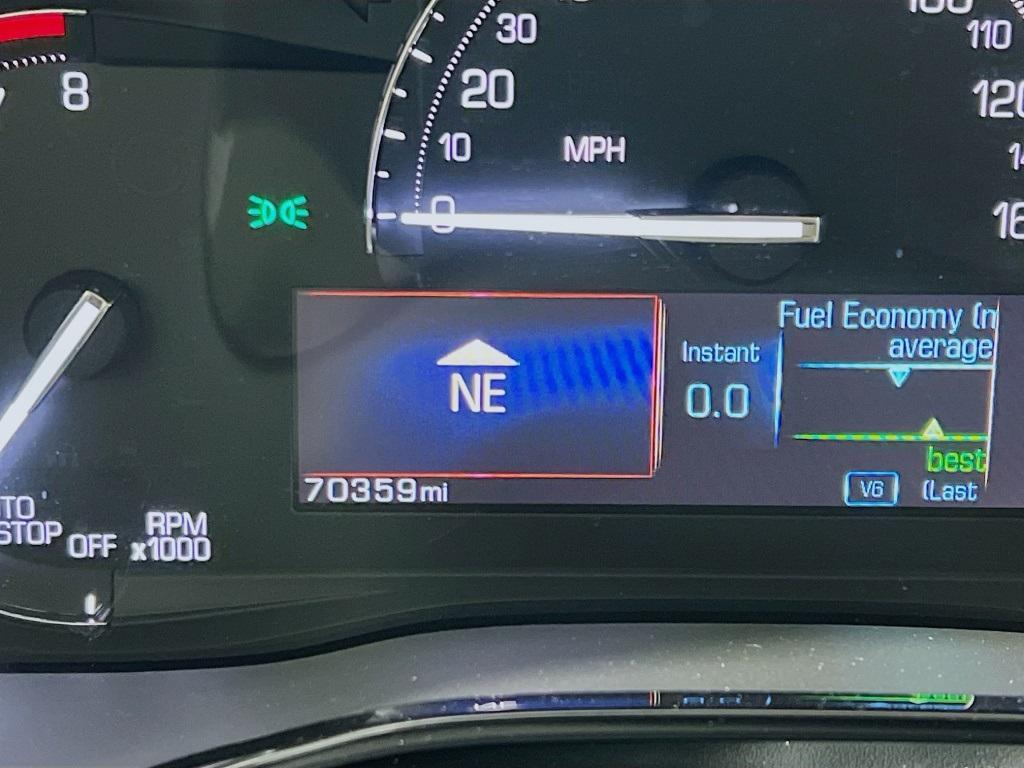 30
110
8
20
120
10
MPH
0
Fuel Economy
average
Instant
NE
0.0
best
70359mi
V6
(Last
STOP
OFF
RPM
x1000